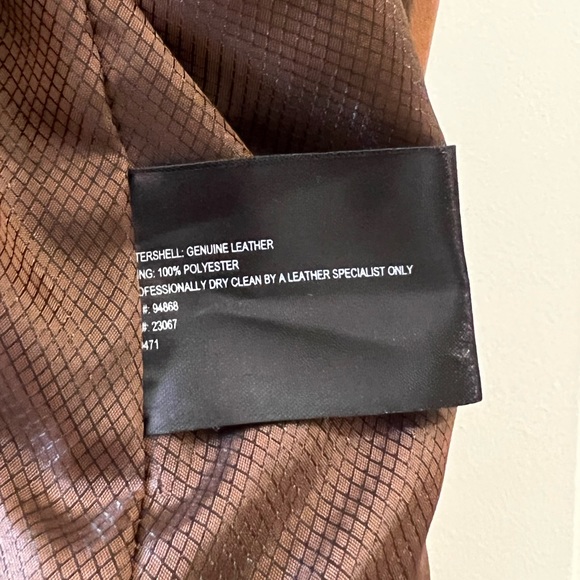 TERSHELL: GENUINE LEATHER
NG: 100% POLYESTER
OFESSIONALLY DRY CLEAN BY A LEATHER SPECIALIST ONLY
#: 94868
#: 23067
471